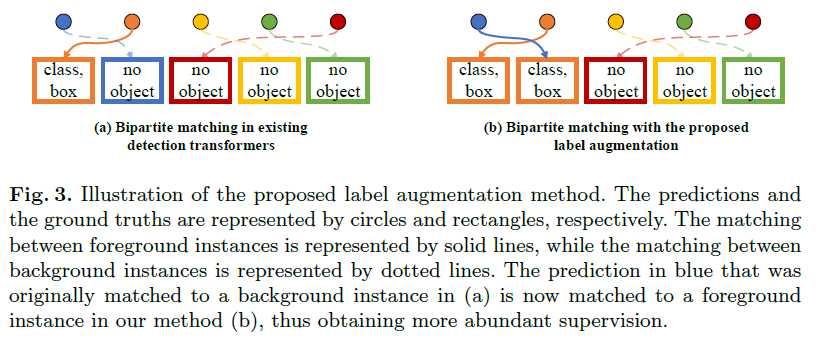 class, no no no no
box object object object object
class, class, no no no
box box object object object
(a) Bipartite matching in existing
detection transformers
(b) Bipartite matching with the proposed
label augmentation
Fig. 3. Illustration of the proposed label augmentation method. The predictions and
the ground truths are represented by circles and rectangles, respectively. The matching
between foreground instances is represented by solid lines, while the matching between
background instances is represented by dotted lines. The prediction in blue that was
originally matched to a background instance in (a) is now matched to a foreground
instance in our method (b), thus obtaining more abundant supervision.